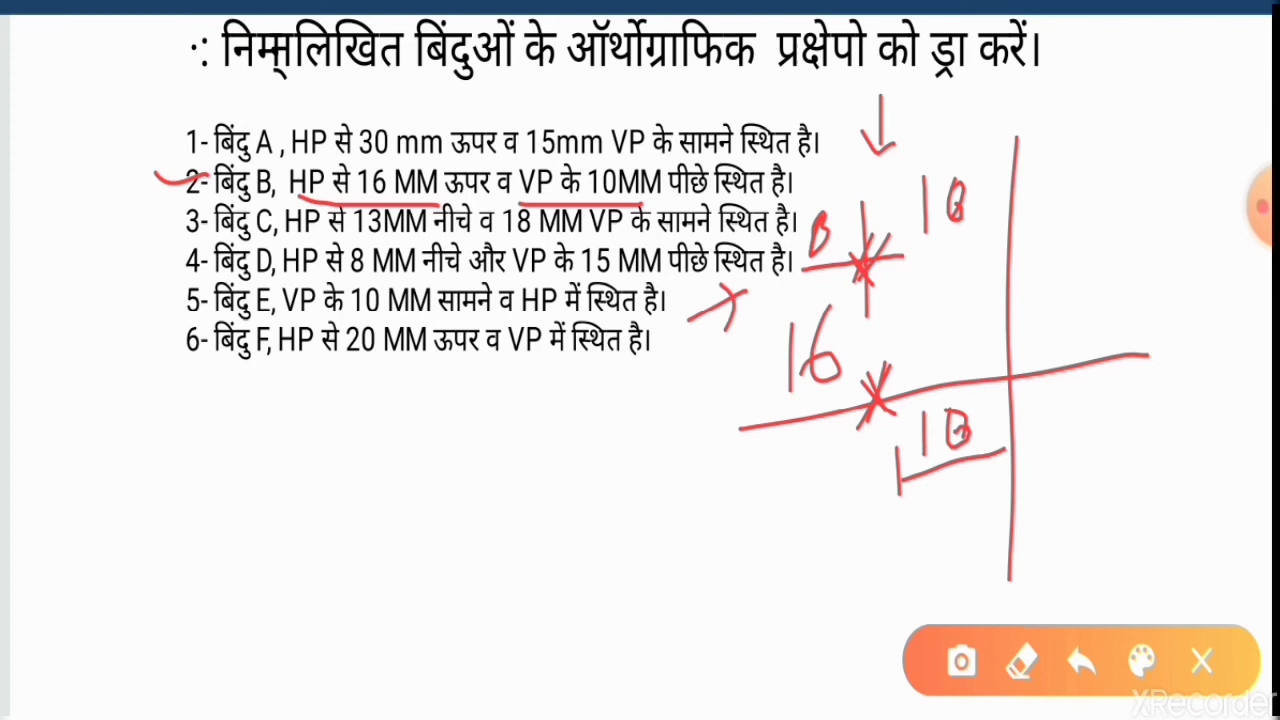 ·: निम्म्लिखित बिंदुओं के ऑर्थोग्राफिक प्रक्षेपो को ड्रा करें।
1- बिंदु A , HP से 30 mm ऊपर व 15mm VP के सामने स्थित है।
2- बिंदु B, HP से 16 MM ऊपर व VP के 10MM पीछे स्थित है।
3- बिंदु C, HP से 13MM नीचे व 18 MM VP के सामने स्थित है।
4- बिंदु D, HP से 8 MM नीचे और VP के 15 MM पीछे स्थित है।
5- बिंदु E, VP के 10 MM सामने व HP में स्थित है।
6- बिंदु F, HP से 20 MM ऊपर व VP में स्थित है।
B
10
16
10
XRecorder